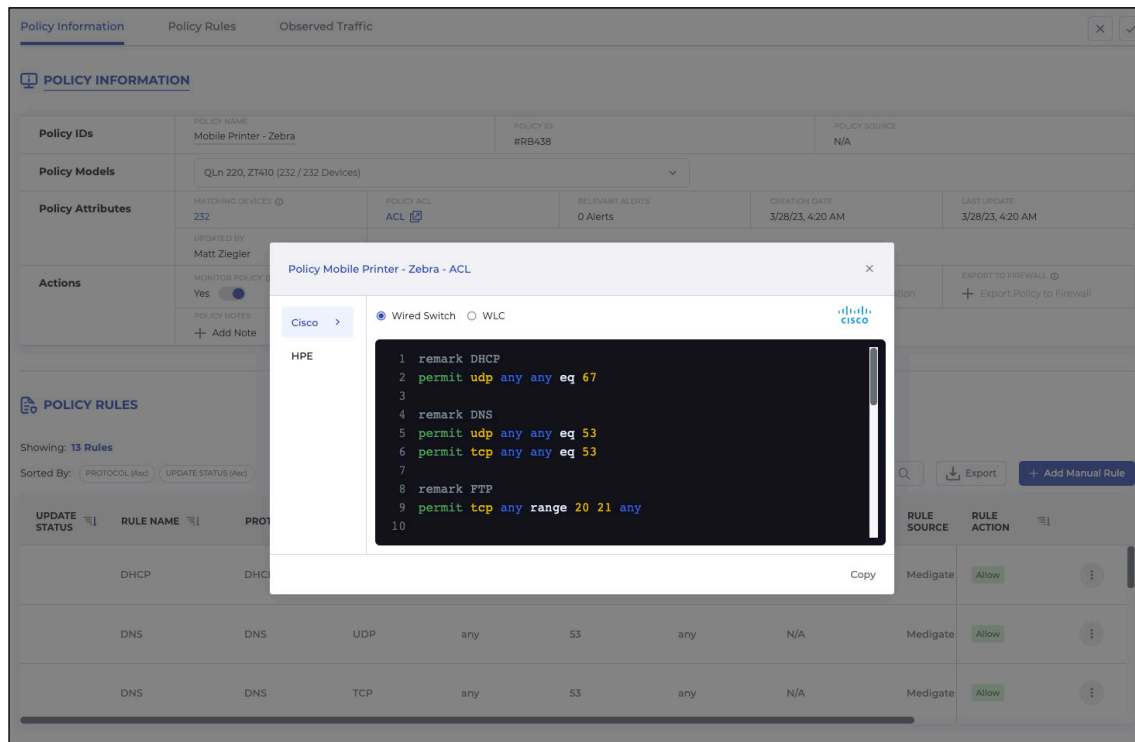 Policy Information Policy Rules Observed Traffic
POLICY INFORMATION
Policy IDs
POLICY NAME POLICY ID POLICY SOURCE
Mobile Printer - Zebra #RB438 N/A
Policy Models QLn 220, ZT410 (232 / 232 Devices)
Policy Attributes
MATCHING DEVICES POLICY ACL RELEVANT ALERTS CREATION DATE LAST UPDATE
232 ACL 0 Alerts 3/28/23, 4:20 AM 3/28/23, 4:20 AM
UPDATED BY
Matt Ziegler
Actions
MONITOR POLICY EXPORT TO FIREWALL
Yes + Export Policy to Firewall
POLICY NOTES
+ Add Note
Policy Mobile Printer - Zebra - ACL
Cisco
HPE
Wired Switch WLC
CISCO
1 remark DHCP
2 permit udp any any eq 67
3
4 remark DNS
5 permit udp any any eq 53
6 permit tcp any any eq 53
7
8 remark FTP
9 permit tcp any range 20 21 any
10
Copy
POLICY RULES
Showing: 13 Rules
Sorted By: PROTOCOL (Asc) UPDATE STATUS (Asc) Export + Add Manual Rule
UPDATE STATUS RULE NAME PROT RULE SOURCE RULE ACTION
DHCP DHC Medigate Allow
DNS DNS UDP any 53 any N/A Medigate Allow
DNS DNS TCP any 53 any N/A Medigate Allow